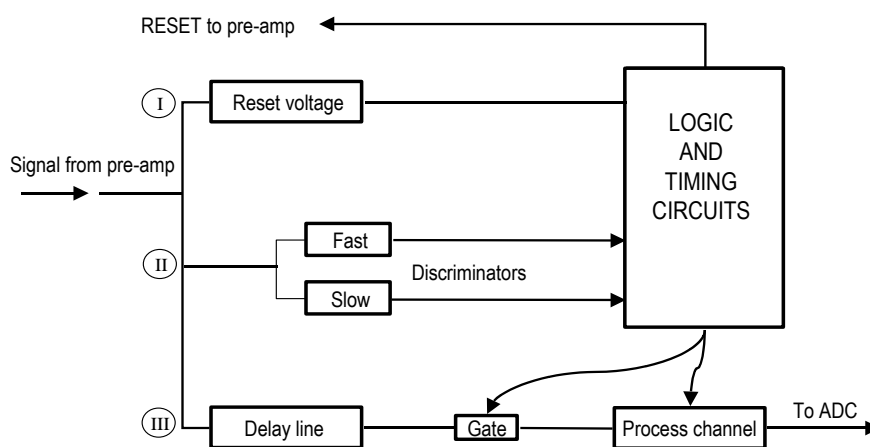 RESET to pre-amp
I
Reset voltage
LOGIC
AND
TIMING
CIRCUITS
Signal from pre-amp
Fast
II
Discriminators
Slow
III
Delay line
Gate
Process channel
To ADC